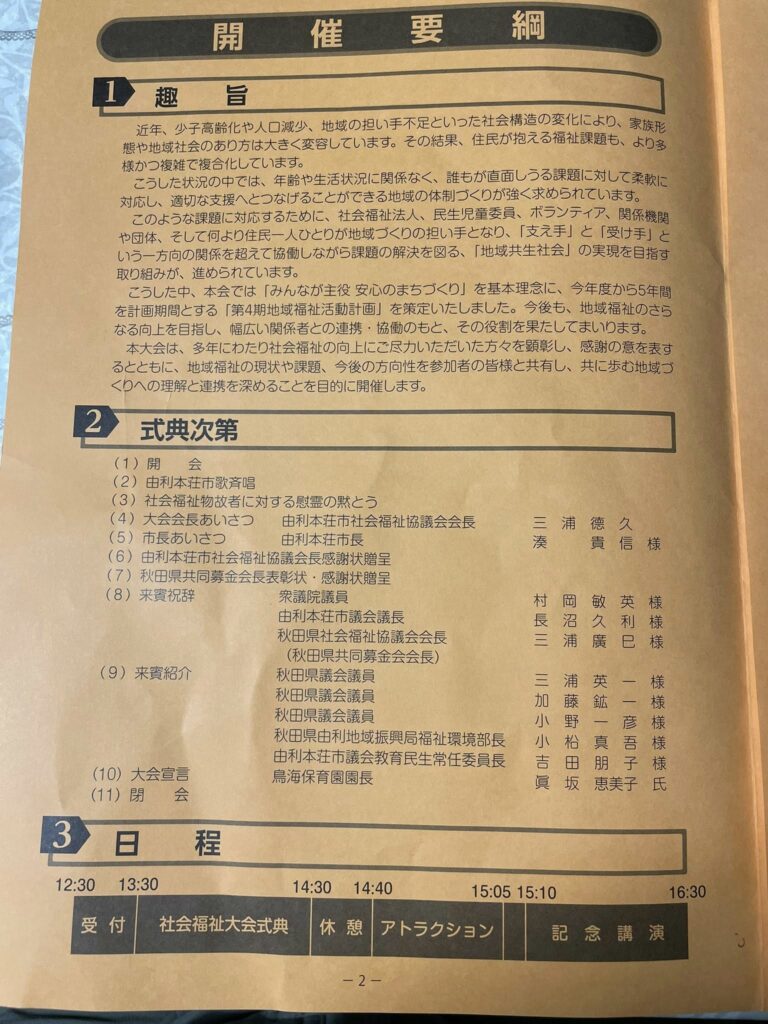 開催要綱
1 趣旨
近年、少子高齢化や人口減少、地域の担い手不足といった社会構造の変化により、家族形
態や地域社会のあり方は大きく変容しています。その結果、住民が抱える福祉課題も、より多
様かつ複雑で複合化しています。
こうした状況の中では、年齢や生活状況に関係なく、誰もが直面しうる課題に対して柔軟に
対応し、適切な支援へとつなげることができる地域の体制づくりが強く求められています。
このような課題に対応するために、社会福祉法人、民生児童委員、ボランティア、関係機関
や団体、そして何より住民一人ひとりが地域づくりの担い手となり、「支え手」と「受け手」と
いう一方向の関係を超えて協働しながら課題の解決を図る、「地域共生社会」の実現を目指す
取り組みが、進められています。
こうした中、本会では「みんなが主役 安心のまちづくり」を基本理念に、今年度から5年間
を計画期間とする「第4期地域福祉活動計画」を策定いたしました。今後も、地域福祉のさら
なる向上を目指し、幅広い関係者との連携・協働のもと、その役割を果たしてまいります。
本大会は、多年にわたり社会福祉の向上にご尽力いただいた方々を顕彰し、感謝の意を表す
るとともに、地域福祉の現状や課題、今後の方向性を参加者の皆様と共有し、共に歩む地域づ
くりへの理解と連携を深めることを目的に開催します。
2 式典次第
(1) 開　会
(2) 由利本荘市歌斉唱
(3) 社会福祉物故者に対する慰霊の黙とう
(4) 大会会長あいさつ 由利本荘市社会福祉協議会会長 三浦徳久
(5) 市長あいさつ 由利本荘市長 湊貴信様
(6) 由利本荘市社会福祉協議会長感謝状贈呈
(7) 秋田県共同募金会長表彰状・感謝状贈呈
(8) 来賓祝辞 衆議院議員 村岡敏英様
由利本荘市議会議長 長沼久利様
秋田県社会福祉協議会会長 三浦廣巳様
(秋田県共同募金会会長)
(9) 来賓紹介 秋田県議会議員 三浦英一様
秋田県議会議員 加藤鉱一様
秋田県議会議員 小野一彦様
秋田県由利地域振興局福祉環境部長 小松真吾様
由利本荘市議会教育民生常任委員長 吉田朋子様
(10) 大会宣言 鳥海保育園園長 眞坂恵美子氏
(11) 閉　会
3 日程
12:30 13:30 14:30 14:40 15:05 15:10 16:30
受付 社会福祉大会式典 休憩 アトラクション 記念講演
－2－